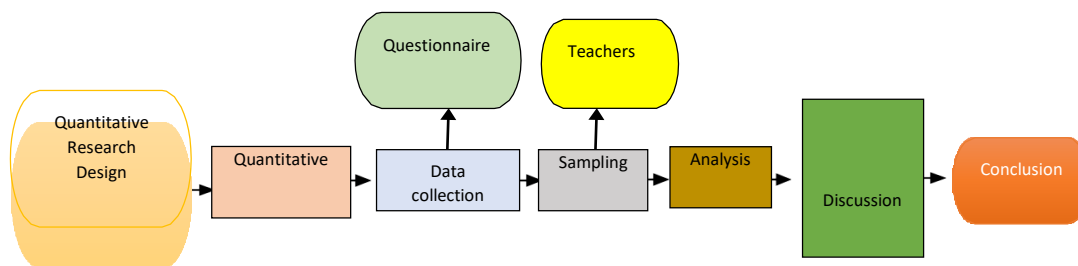 Questionnaire
Teachers
Quantitative
Research
Design
Quantitative
Data
collection
Sampling
Analysis
Discussion
Conclusion